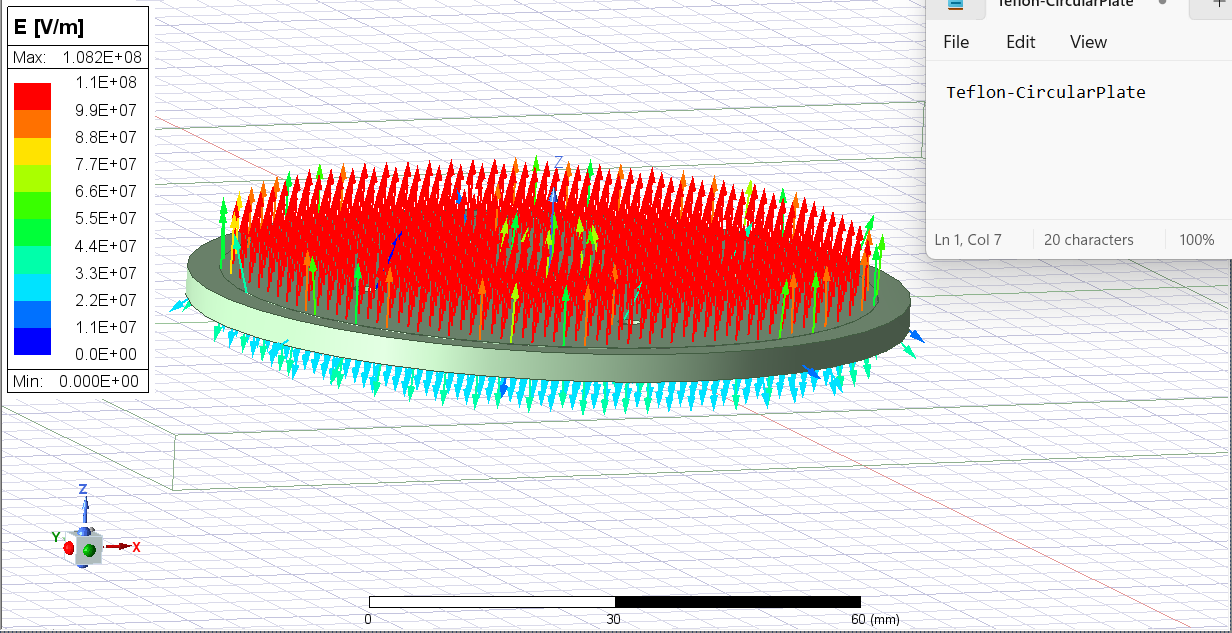 E [V/m]
Max: 1.082E+08
1.1E+08
9.9E+07
8.8E+07
7.7E+07
6.6E+07
5.5E+07
4.4E+07
3.3E+07
2.2E+07
1.1E+07
0.0E+00
Min: 0.000E+00
Teflon-CircularPlate
File Edit View
Teflon-CircularPlate
Ln 1, Col 7 20 characters 100%
Z
Z
Y
X
0 30 60 (mm)